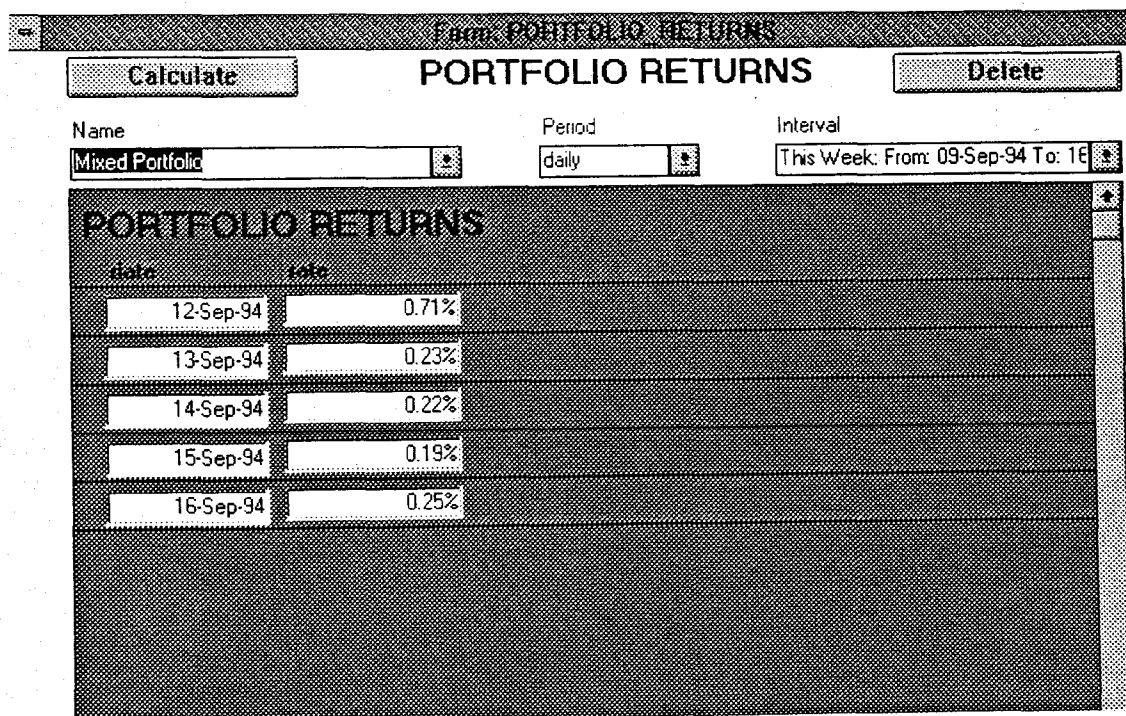 Form: PORTFOLIO_RETURNS
Calculate PORTFOLIO RETURNS Delete
Name Period Interval
Mixed Portfolio daily This Week: From: 09-Sep-94 To: 16
PORTFOLIO RETURNS
date rate
12-Sep-94 0.71%
13-Sep-94 0.23%
14-Sep-94 0.22%
15-Sep-94 0.19%
16-Sep-94 0.25%